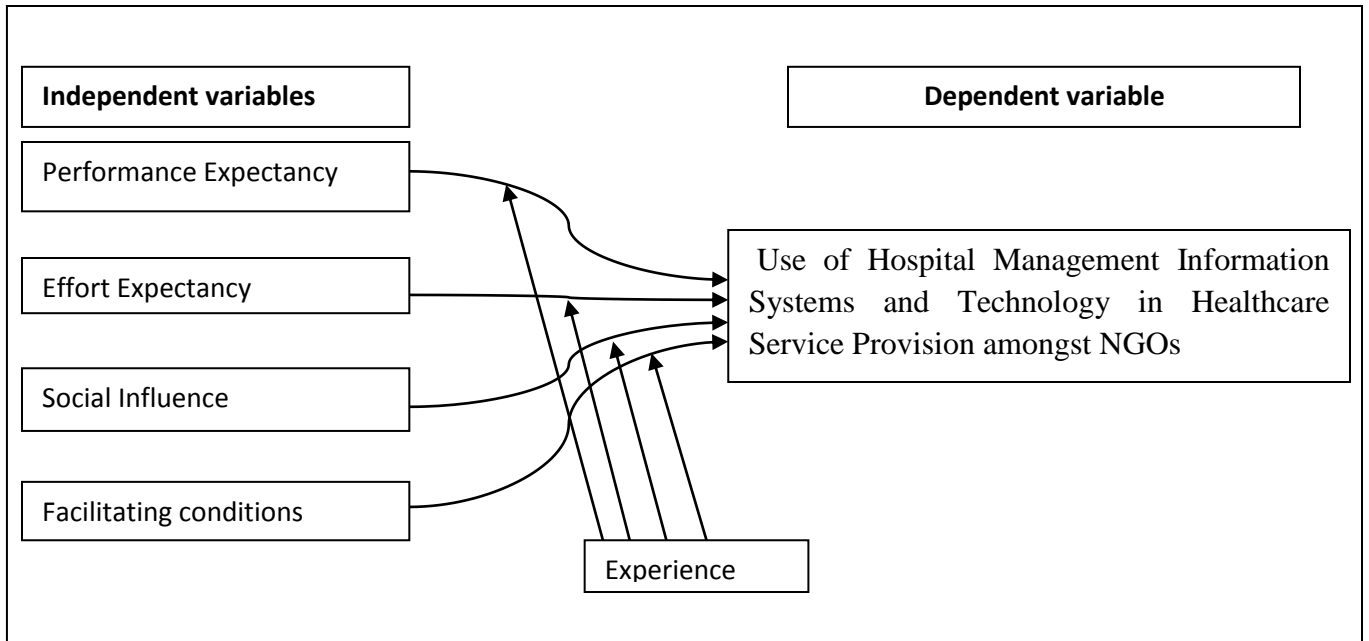 Independent variables
Dependent variable
Performance Expectancy
Effort Expectancy
Use of Hospital Management Information
Systems and Technology in Healthcare
Service Provision amongst NGOs
Social Influence
Facilitating conditions
Experience